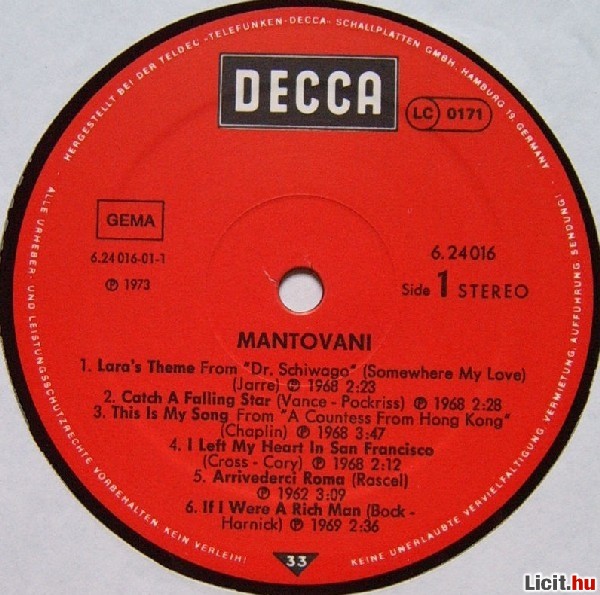 HERGESTELLT BEI DER TELDEC »TELEFUNKEN-DECCA« SCHALLPLATTEN GMBH, HAMBURG 19, GERMANY
DECCA
LC 0171
GEMA
6.24016-01-1
℗ 1973
6.24016
Side 1 STEREO
MANTOVANI
1. Lara's Theme From "Dr. Schiwago" (Somewhere My Love)
(Jarre) ℗ 1968 2:23
2. Catch A Falling Star (Vance - Pockriss) ℗ 1968 2:28
3. This Is My Song From "A Countess From Hong Kong"
(Chaplin) ℗ 1968 3:47
4. I Left My Heart In San Francisco
(Cross - Cory) ℗ 1968 2:12
5. Arrivederci Roma (Rascel)
℗ 1962 3:09
6. If I Were A Rich Man (Bock -
Harnick) ℗ 1969 2:36
33
ALLE URHEBER- UND LEISTUNGSSCHUTZRECHTE VORBEHALTEN. KEIN VERLEIH! KEINE UNERLAUBTE VERVIELFÄLTIGUNG, VERMIETUNG, AUFFÜHRUNG, SENDUNG!
Licit.hu